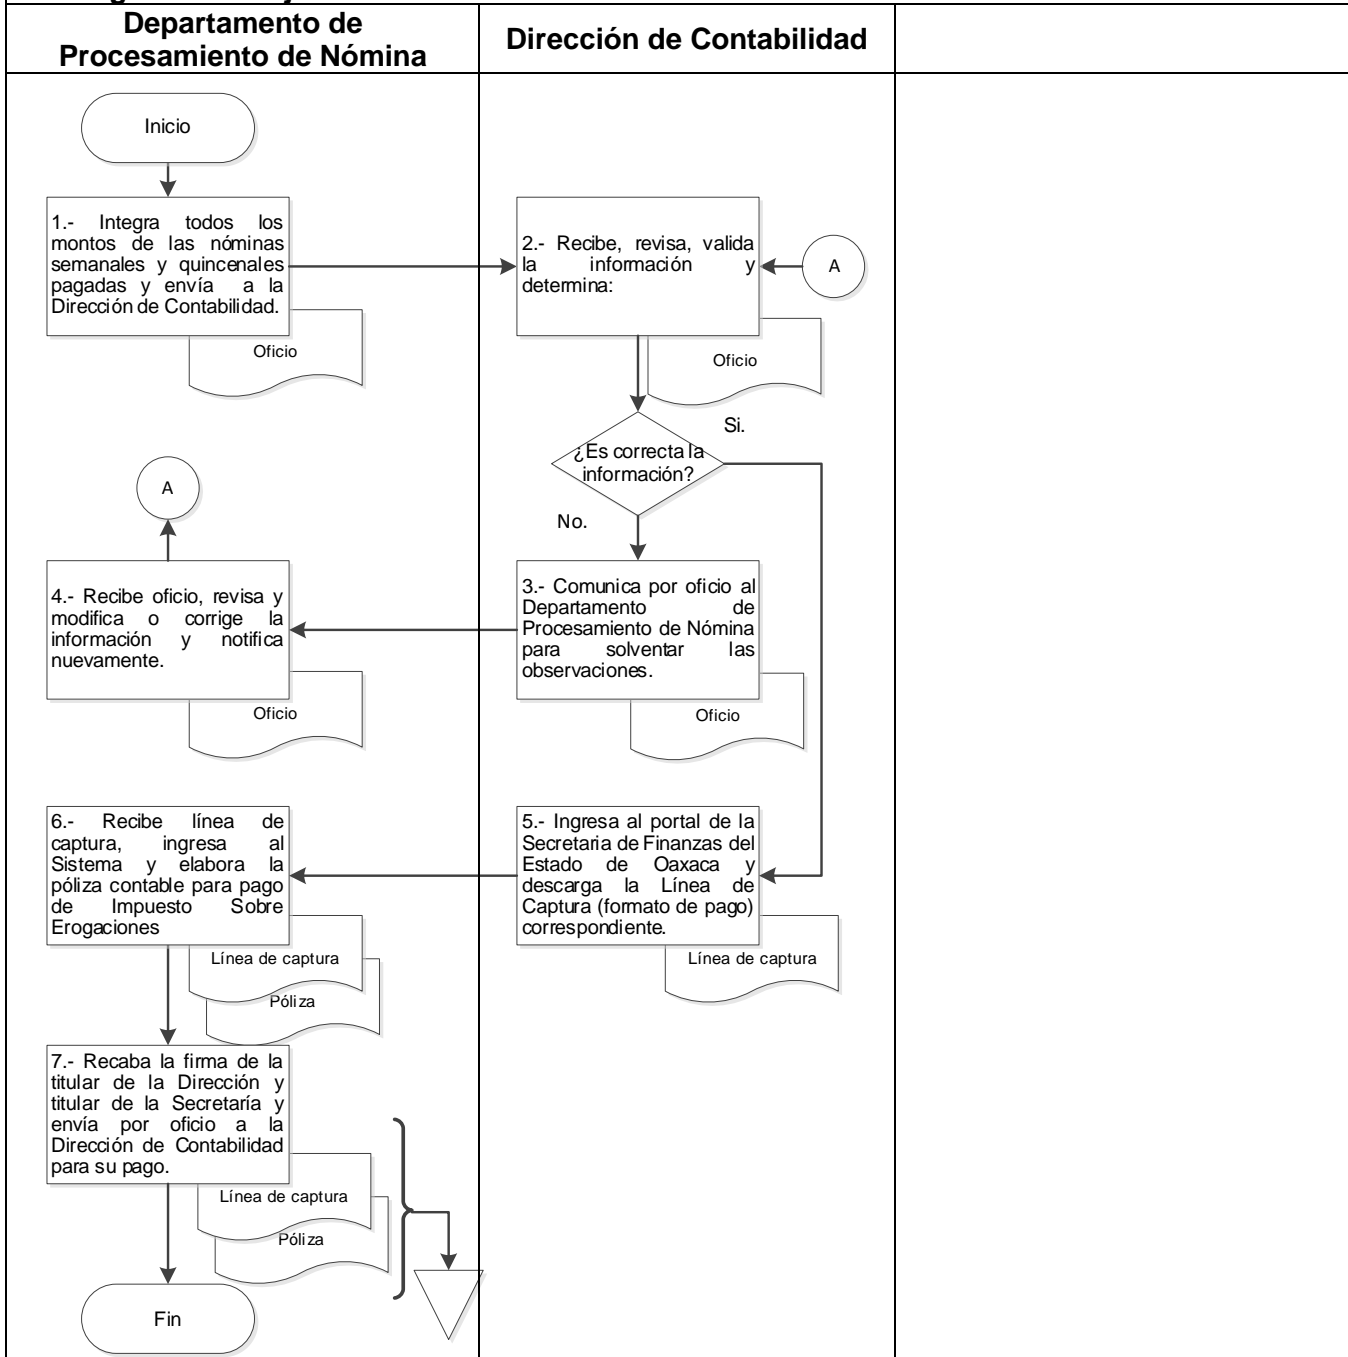 Departamento de
Procesamiento de Nómina
Dirección de Contabilidad
Inicio
1.- Integra todos los
montos de las nóminas
semanales y quincenales
pagadas y envía a la
Dirección de Contabilidad.
Oficio
2.- Recibe, revisa, valida
la información y
determina:
A
Oficio
¿Es correcta la
información?
Si.
No.
A
3.- Comunica por oficio al
Departamento de
Procesamiento de Nómina
para solventar las
observaciones.
Oficio
4.- Recibe oficio, revisa y
modifica o corrige la
información y notifica
nuevamente.
Oficio
5.- Ingresa al portal de la
Secretaria de Finanzas del
Estado de Oaxaca y
descarga la Línea de
Captura (formato de pago)
correspondiente.
Línea de captura
6.- Recibe línea de
captura, ingresa al
Sistema y elabora la
póliza contable para pago
de Impuesto Sobre
Erogaciones
Línea de captura
Póliza
7.- Recaba la firma de la
titular de la Dirección y
titular de la Secretaría y
envía por oficio a la
Dirección de Contabilidad
para su pago.
Línea de captura
Póliza
Fin